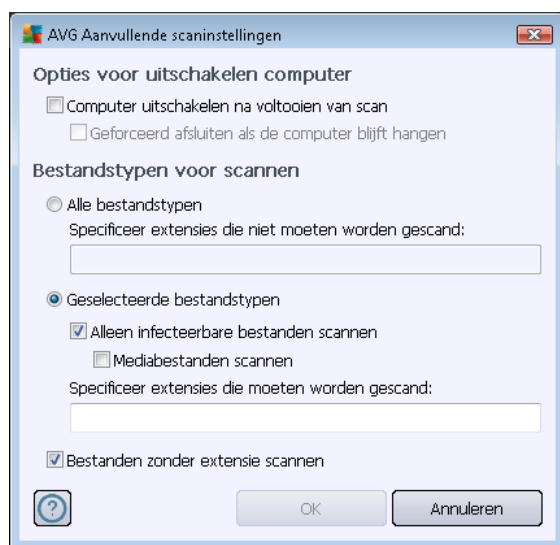 AVG Aanvullende scaninstellingen
Opties voor uitschakelen computer
Computer uitschakelen na voltooien van scan
Geforceerd afsluiten als de computer blijft hangen
Bestandstypen voor scannen
Alle bestandstypen
Specificeer extensies die niet moeten worden gescand:
Geselecteerde bestandstypen
Alleen infecteerbare bestanden scannen
Mediabestanden scannen
Specificeer extensies die moeten worden gescand:
Bestanden zonder extensie scannen
? OK Annuleren